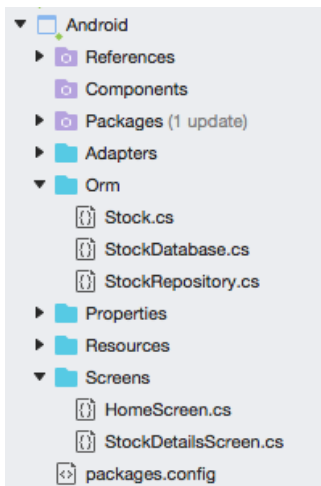 Android
References
Components
Packages (1 update)
Adapters
Orm
Stock.cs
StockDatabase.cs
StockRepository.cs
Properties
Resources
Screens
HomeScreen.cs
StockDetailsScreen.cs
packages.config